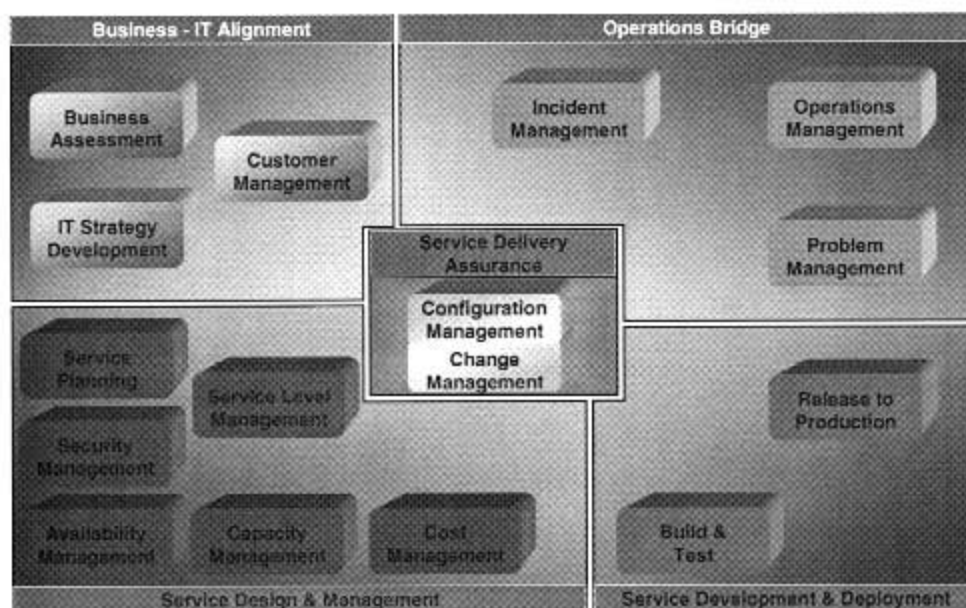 Business - IT Alignment
Operations Bridge
Business
Assessment
Customer
Management
IT Strategy
Development
Incident
Management
Operations
Management
Problem
Management
Service Delivery
Assurance
Configuration
Management
Change
Management
Service
Planning
Service Level
Management
Security
Management
Availability
Management
Capacity
Management
Cost
Management
Release to
Production
Build &
Test
Service Design & Management
Service Development & Deployment